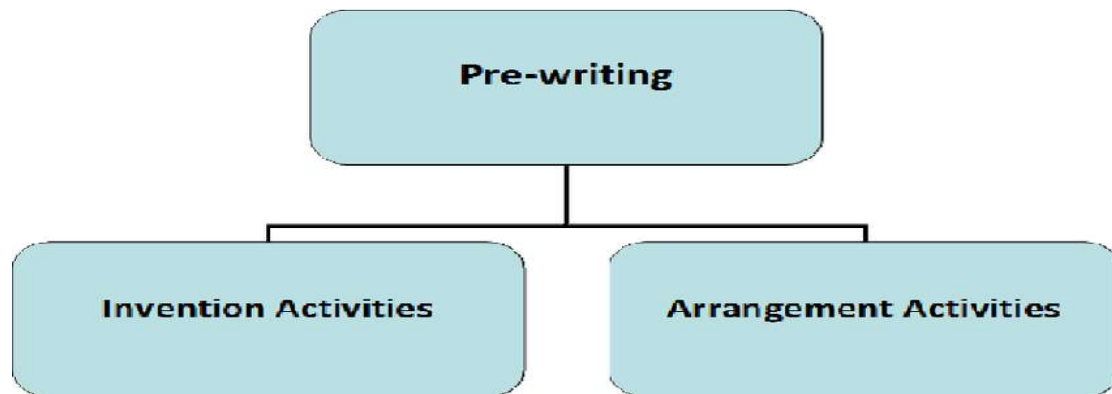 Pre-writing
Invention Activities
Arrangement Activities